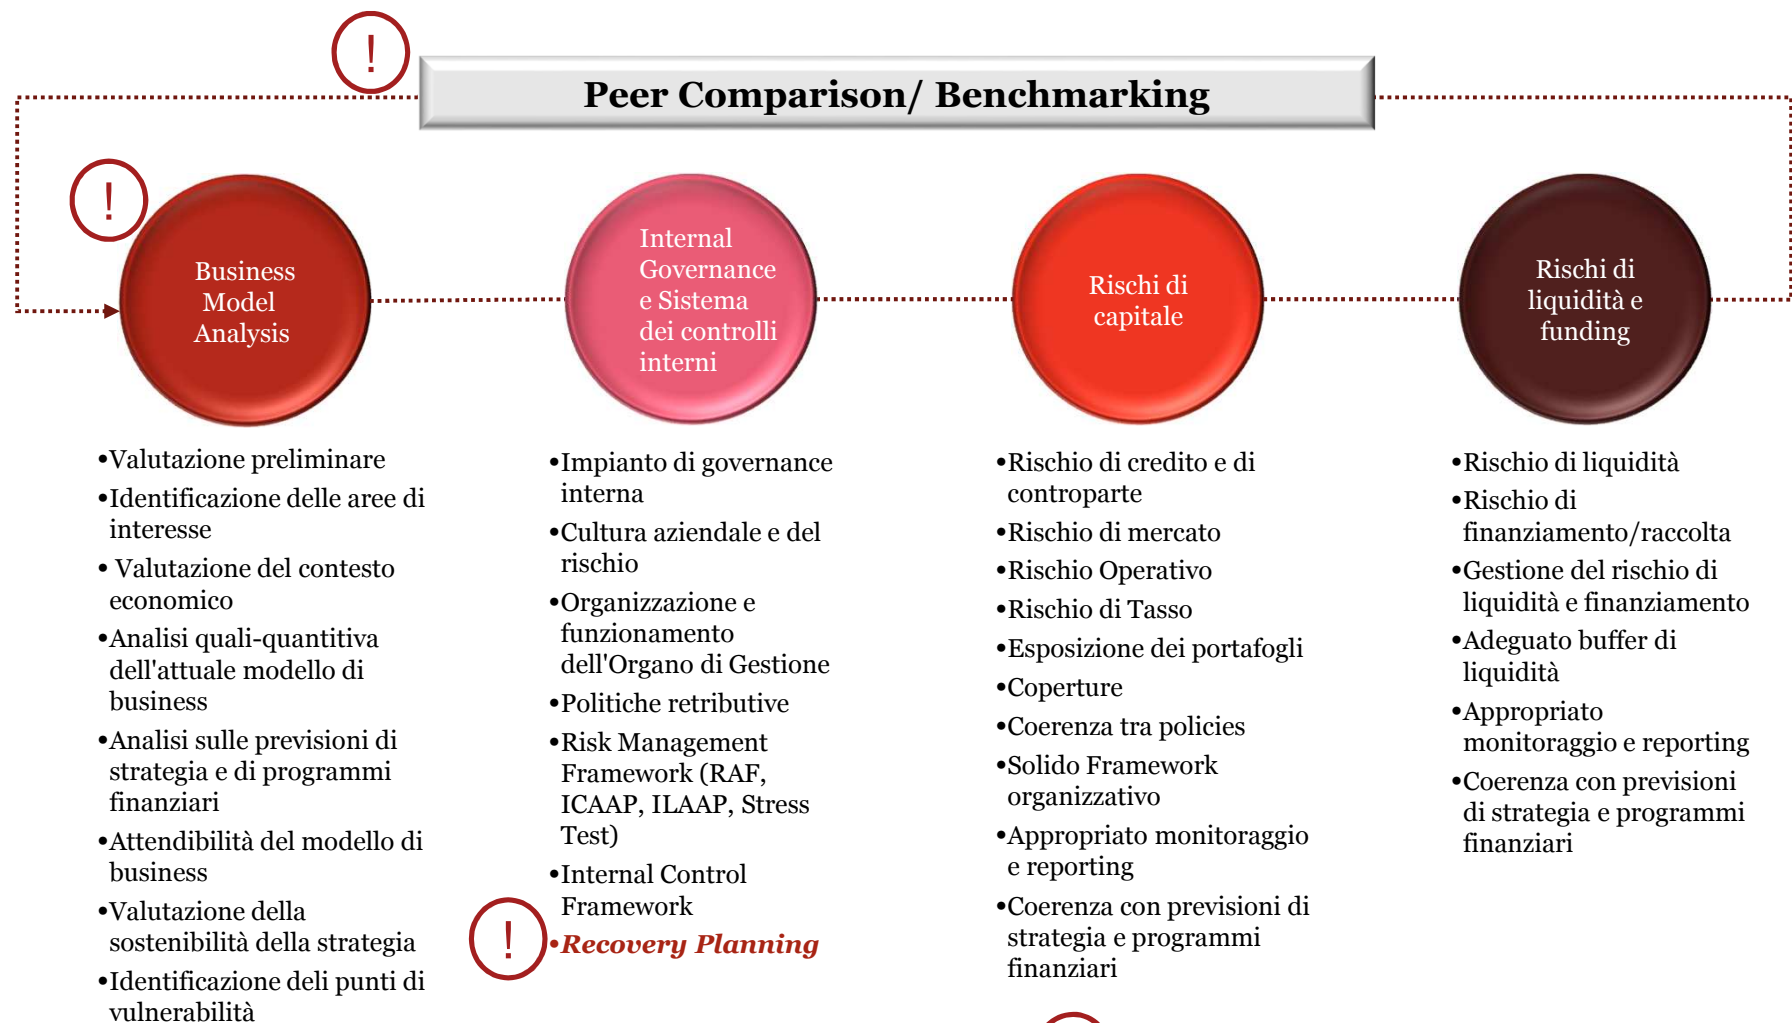 !
Peer Comparison/ Benchmarking
!
Business
Model
Analysis
Internal
Governance
e Sistema
dei controlli
interni
Rischi di
capitale
Rischi di
liquidità e
funding
•Valutazione preliminare
•Identificazione delle aree di
interesse
• Valutazione del contesto
economico
•Analisi quali-quantitiva
dell'attuale modello di
business
•Analisi sulle previsioni di
strategia e di programmi
finanziari
•Attendibilità del modello di
business
•Valutazione della
sostenibilità della strategia
•Identificazione deli punti di
vulnerabilità
•Impianto di governance
interna
•Cultura aziendale e del
rischio
•Organizzazione e
funzionamento
dell'Organo di Gestione
•Politiche retributive
•Risk Management
Framework (RAF,
ICAAP, ILAAP, Stress
Test)
•Internal Control
Framework
!
•Recovery Planning
•Rischio di credito e di
controparte
•Rischio di mercato
•Rischio Operativo
•Rischio di Tasso
•Esposizione dei portafogli
•Coperture
•Coerenza tra policies
•Solido Framework
organizzativo
•Appropriato monitoraggio
e reporting
•Coerenza con previsioni di
strategia e programmi
finanziari
•Rischio di liquidità
•Rischio di
finanziamento/raccolta
•Gestione del rischio di
liquidità e finanziamento
•Adeguato buffer di
liquidità
•Appropriato
monitoraggio e reporting
•Coerenza con previsioni
di strategia e programmi
finanziari